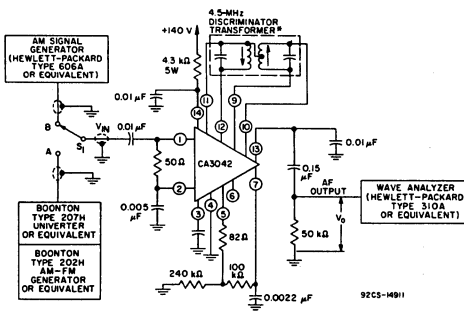 4.5-MHz
DISCRIMINATOR
TRANSFORMER*
AM SIGNAL
GENERATOR
(HEWLETT-PACKARD
TYPE 606A
OR EQUIVALENT)
+140 V
4.3 kΩ
5W
0.01 μF
11
12
9
10
14
B
VIN
0.01 μF
S1
A
1
50Ω
2
CA3042
13
0.01 μF
0.15
μF
AF
OUTPUT
WAVE ANALYZER
(HEWLETT-PACKARD
TYPE 310A
OR EQUIVALENT)
3
4
5
6
7
0.005
μF
BOONTON
TYPE 207H
UNIVERTER
OR EQUIVALENT
BOONTON
TYPE 202H
AM-FM
GENERATOR
OR EQUIVALENT
82Ω
50 kΩ
Vo
240 kΩ
100
kΩ
0.0022 μF
92CS-14911